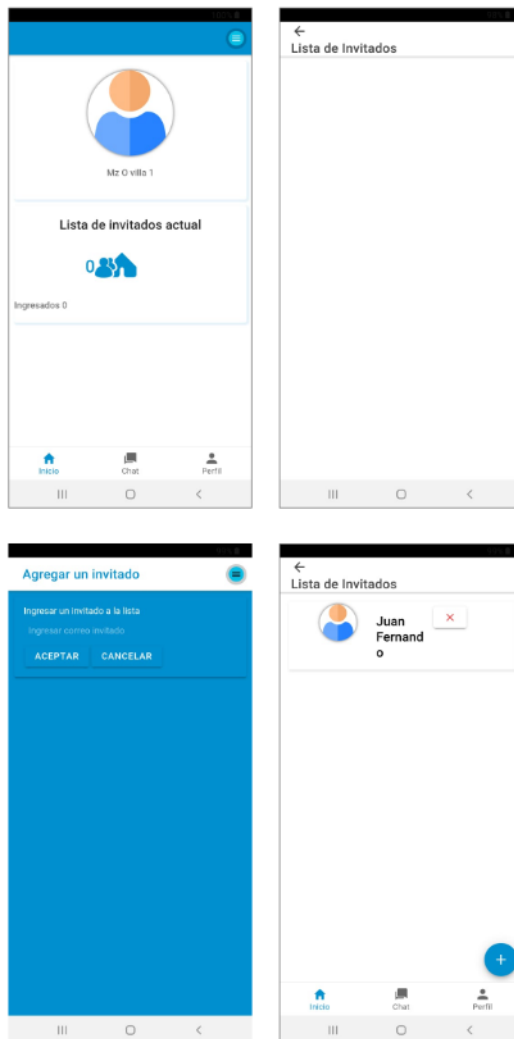 Mz O villa 1
Lista de invitados actual
0
Ingresados 0
Inicio
Chat
Perfil
Lista de Invitados
Agregar un invitado
Ingresar un invitado a la lista
Ingresar correo invitado
ACEPTAR CANCELAR
Lista de Invitados
Juan
Fernand
o
Inicio
Chat
Perfil